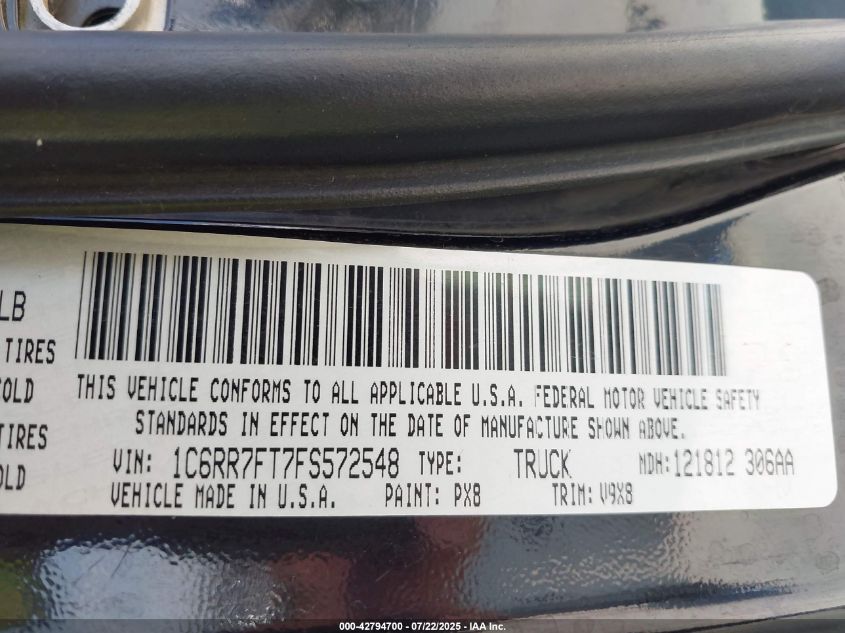 LB
TIRES
OLD
TIRES
OLD
THIS VEHICLE CONFORMS TO ALL APPLICABLE U.S.A. FEDERAL MOTOR VEHICLE SAFETY
STANDARDS IN EFFECT ON THE DATE OF MANUFACTURE SHOWN ABOVE.
VIN: 1C6RR7FT7FS572548 TYPE: TRUCK MDH:121812 306AA
VEHICLE MADE IN U.S.A. PAINT: PX8 TRIM: V9X8
000-42794700 - 07/22/2025 - IAA Inc.